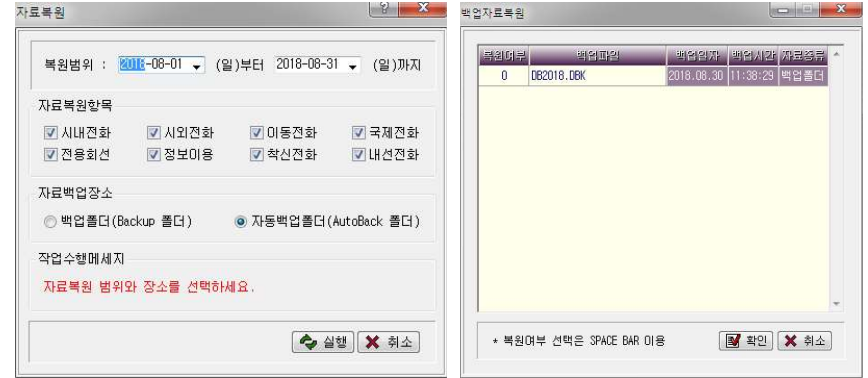 자료복원
복원범위 : 2018-08-01 (일)부터 2018-08-31 (일)까지
자료복원항목
시내전화 시외전화 이동전화 국제전화
전용회선 정보이용 착신전화 내선전화
자료백업장소
백업폴더(Backup 폴더) 자동백업폴더(AutoBack 폴더)
작업수행메세지
자료복원 범위와 장소를 선택하세요.
실행 취소
백업자료복원
복원여부 백업파일 백업일자 백업시간 자료종류
0 DB2018.DBK 2018.08.30 11:38:29 백업폴더
* 복원여부 선택은 SPACE BAR 이용 확인 취소